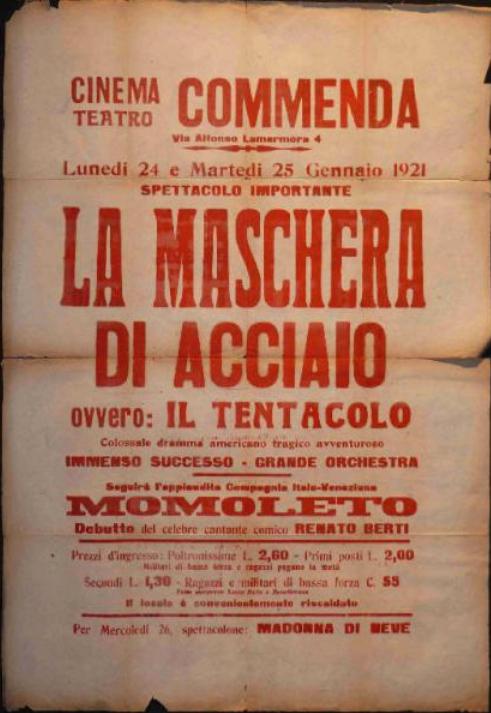 CINEMA TEATRO COMMENDA
Via Alfonso Lamarmora 4
Lunedì 24 e Martedì 25 Gennaio 1921
SPETTACOLO IMPORTANTE
LA MASCHERA
DI ACCIAIO
ovvero: IL TENTACOLO
Colossale dramma americano tragico avventuroso
IMMENSO SUCCESSO - GRANDE ORCHESTRA
Seguirà l'applaudita Compagnia Italo-Veneziana
MOMOLETO
Debutto del celebre cantante comico RENATO BERTI
Prezzi d'ingresso: Poltronissime L. 2,60 - Primi posti L. 2,00
Militari di bassa forza e ragazzi pagano la metà
Secondi L. 1,30 - Ragazzi e militari di bassa forza C. 55
Il locale è convenientemente riscaldato
Per Mercoledì 26, spettacolone: MADONNA DI NEVE